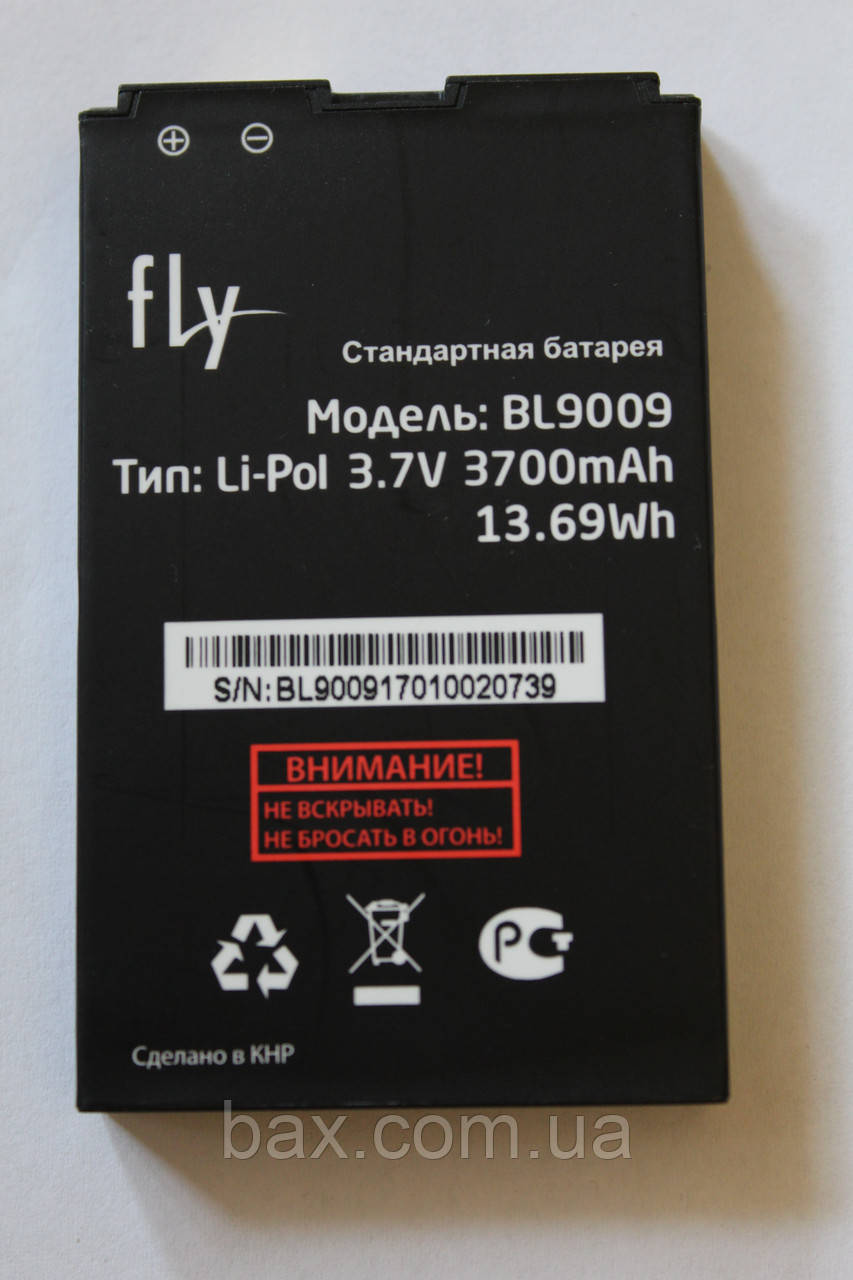 fly
Стандартная батарея
Модель: BL9009
Тип: Li-Pol 3.7V 3700mAh
13.69Wh
S/N: BL900917010020739
ВНИМАНИЕ!
НЕ ВСКРЫВАТЬ!
НЕ БРОСАТЬ В ОГОНЬ!
РСТ
Сделано в КНР
bax.com.ua